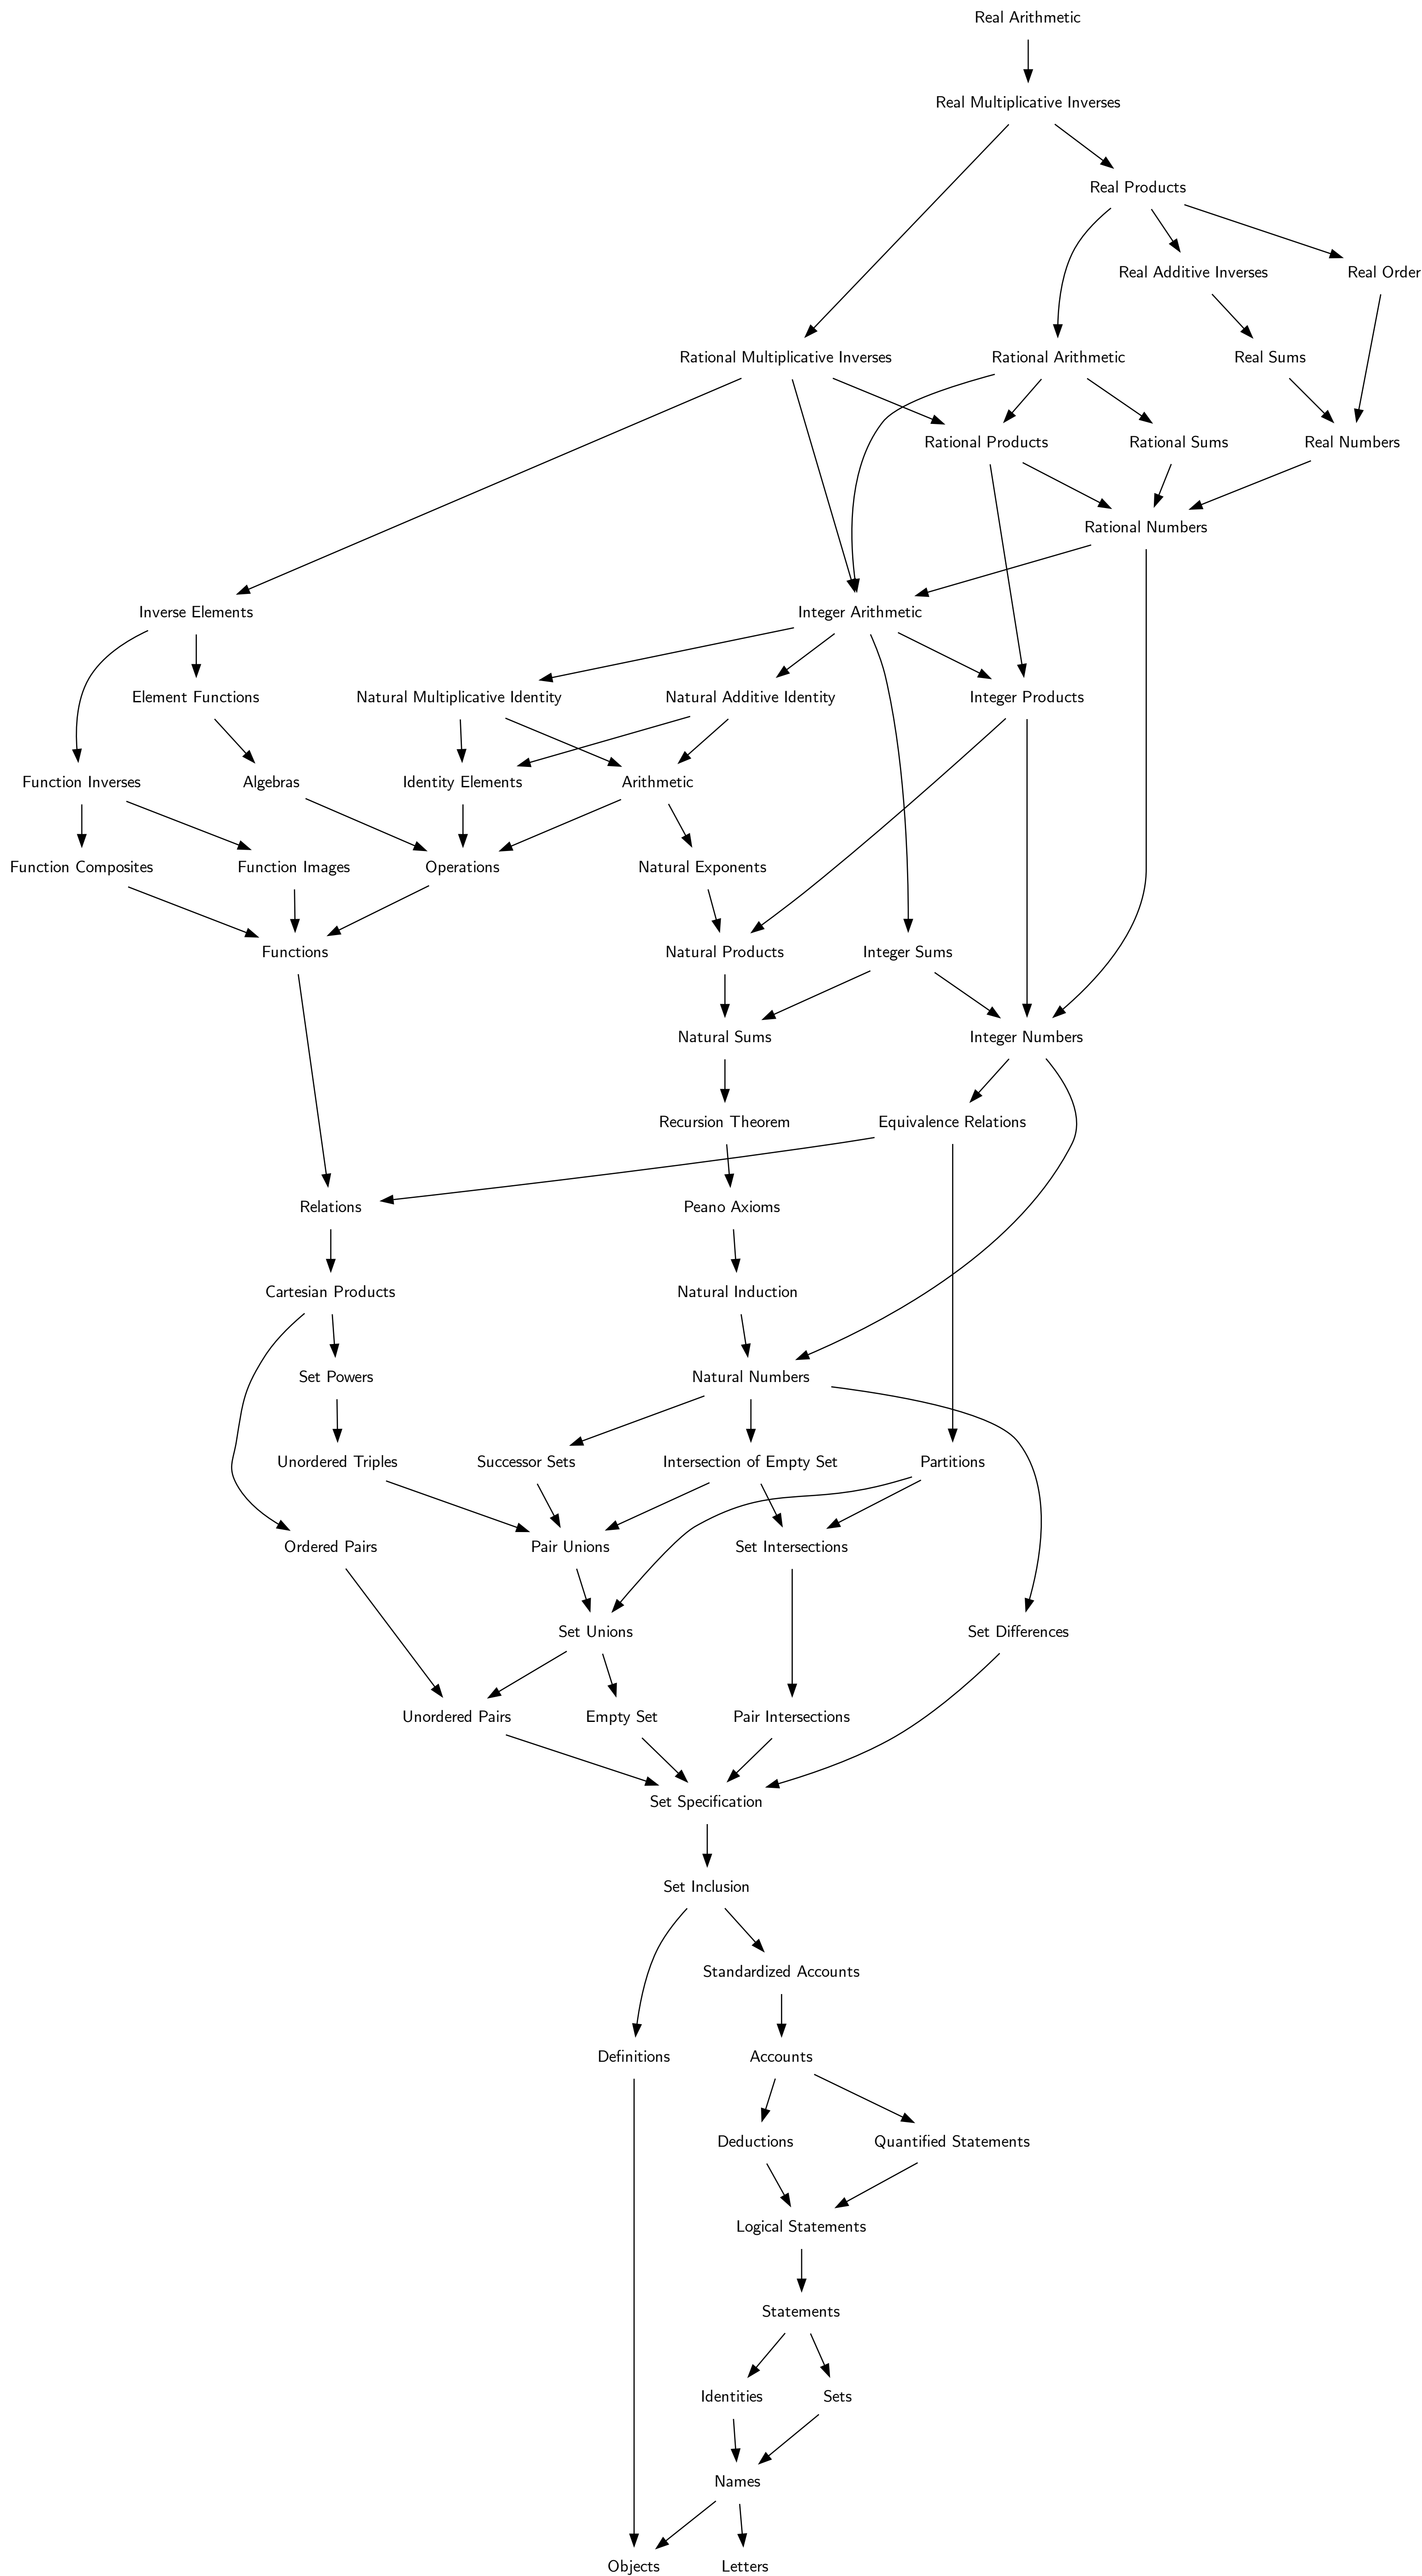 Real Arithmetic
Real Multiplicative Inverses
Real Products
Real Additive Inverses
Real Order
Rational Multiplicative Inverses
Rational Arithmetic
Real Sums
Rational Products
Rational Sums
Real Numbers
Rational Numbers
Inverse Elements
Integer Arithmetic
Element Functions
Natural Multiplicative Identity
Natural Additive Identity
Integer Products
Function Inverses
Algebras
Identity Elements
Arithmetic
Function Composites
Function Images
Operations
Natural Exponents
Functions
Natural Products
Integer Sums
Natural Sums
Integer Numbers
Recursion Theorem
Equivalence Relations
Relations
Peano Axioms
Cartesian Products
Natural Induction
Set Powers
Natural Numbers
Unordered Triples
Successor Sets
Intersection of Empty Set
Partitions
Ordered Pairs
Pair Unions
Set Intersections
Set Unions
Set Differences
Unordered Pairs
Empty Set
Pair Intersections
Set Specification
Set Inclusion
Standardized Accounts
Definitions
Accounts
Deductions
Quantified Statements
Logical Statements
Statements
Identities
Sets
Names
Objects
Letters